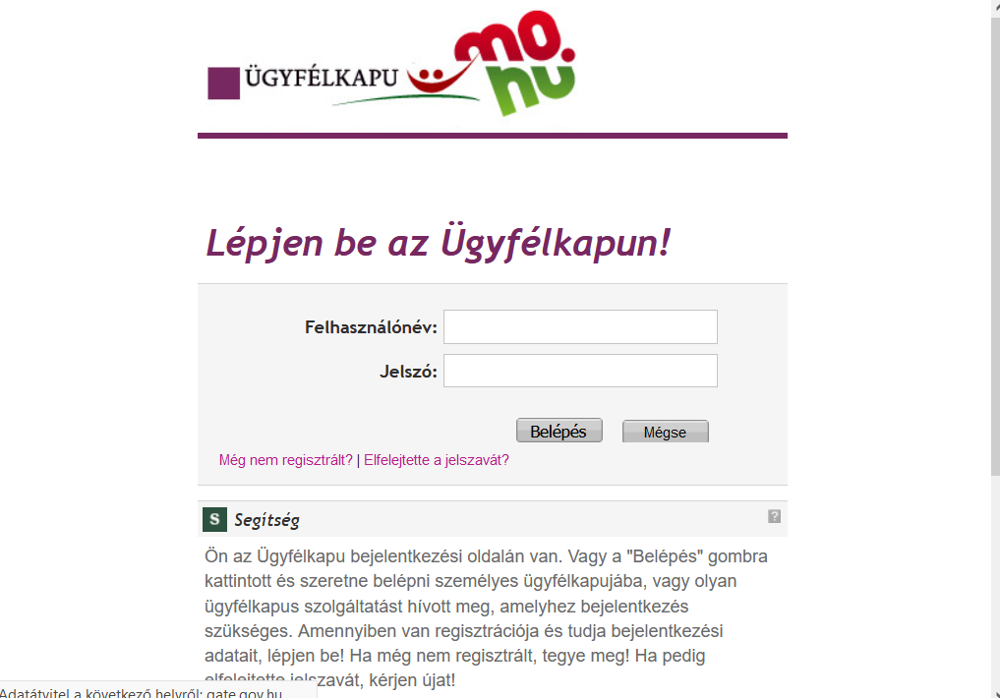 ÜGYFÉLKAPU
mo.
hu
Lépjen be az Ügyfélkapun!
Felhasználónév:
Jelszó:
Belépés Mégse
Még nem regisztrált? | Elfelejtette a jelszavát?
S Segítség ?
Ön az Ügyfélkapu bejelentkezési oldalán van. Vagy a "Belépés" gombra
kattintott és szeretne belépni személyes ügyfélkapujába, vagy olyan
ügyfélkapus szolgáltatást hívott meg, amelyhez bejelentkezés
szükséges. Amennyiben van regisztrációja és tudja bejelentkezési
adatait, lépjen be! Ha még nem regisztrált, tegye meg! Ha pedig
elfelejtette jelszavát, kérjen újat!
Adatátvitel a következő helyről: gate.gov.hu